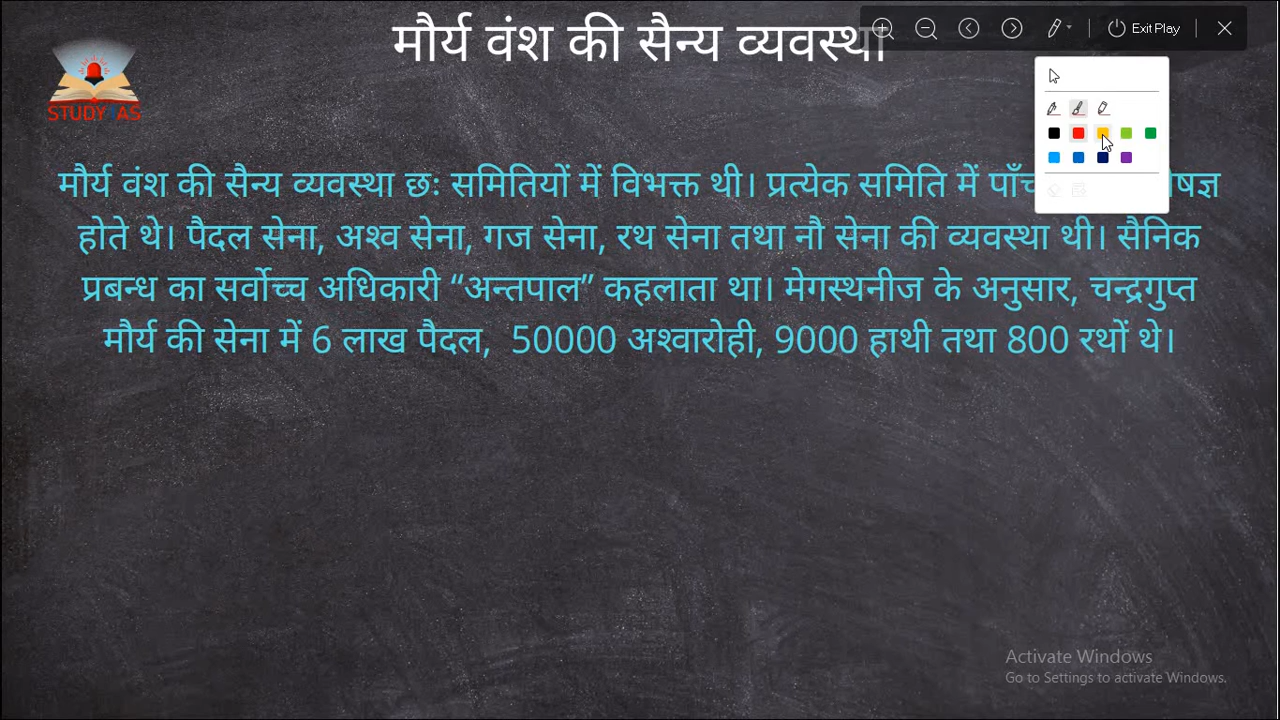 मौर्य वंश की सैन्य व्यवस्था
Exit Play
STUDY AS
मौर्य वंश की सैन्य व्यवस्था छः समितियों में विभक्त थी। प्रत्येक समिति में
होते थे। पैदल सेना, अश्व सेना, गज सेना, रथ सेना तथा नौ सेना की व्यवस्था थी। सैनिक
प्रबन्ध का सर्वोच्च अधिकारी “अन्तपाल” कहलाता था। मेगस्थनीज के अनुसार, चन्द्रगुप्त
मौर्य की सेना में 6 लाख पैदल, 50000 अश्वारोही, 9000 हाथी तथा 800 रथों थे।
Activate Windows
Go to Settings to activate Windows.